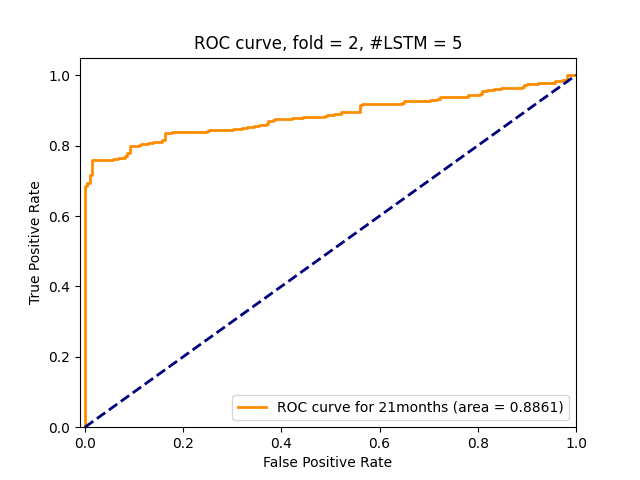 ROC curve, fold = 2, #LSTM = 5
True Positive Rate
1.0
0.8
0.6
0.4
0.2
0.0
ROC curve for 21months (area = 0.8861)
0.0 0.2 0.4 0.6 0.8 1.0
False Positive Rate